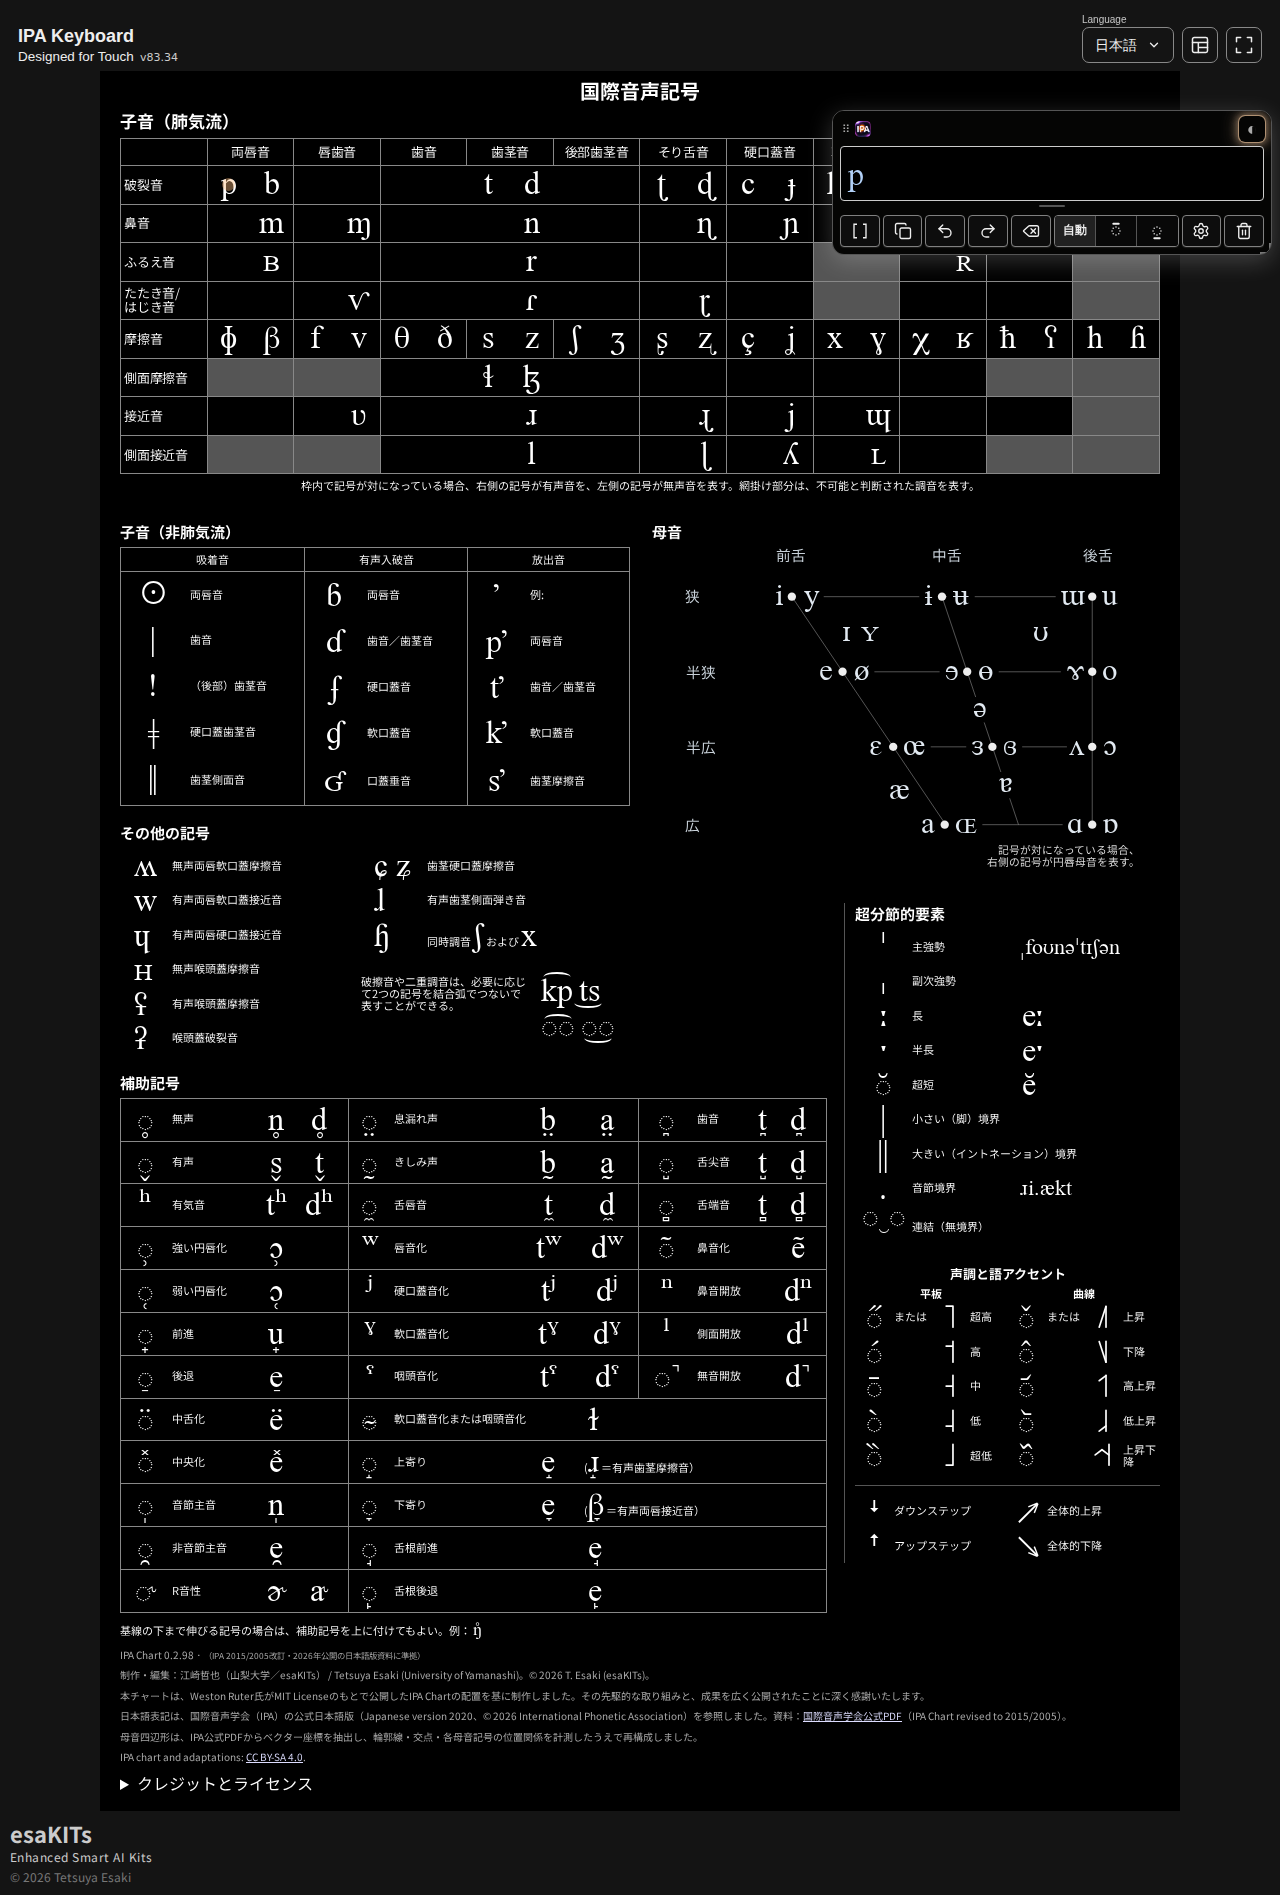 IPA Keyboard
Designed for Touch v83.34
Language
日本語
国際音声記号
子音（肺気流）
IPA
p
自動
両唇音 唇歯音 歯音 歯茎音 後部歯茎音 そり舌音 硬口蓋音
破裂音 p b t d ʈ ɖ c ɟ
鼻音 m ɱ n ɳ ɲ
ふるえ音 ʙ r ʀ
たたき音/はじき音 ⱱ ɾ ɽ
摩擦音 ɸ β f v θ ð s z ʃ ʒ ʂ ʐ ç ʝ x ɣ χ ʁ ħ ʕ h ɦ
側面摩擦音 ɬ ɮ
接近音 ʋ ɹ ɻ j ɰ
側面接近音 l ɭ ʎ ʟ
枠内で記号が対になっている場合、右側の記号が有声音を、左側の記号が無声音を表す。網掛け部分は、不可能と判断された調音を表す。
子音（非肺気流）
吸着音 有声入破音 放出音
ʘ 両唇音 ɓ 両唇音 ʼ 例:
ǀ 歯音 ɗ 歯音／歯茎音 pʼ 両唇音
ǃ （後部）歯茎音 ʄ 硬口蓋音 tʼ 歯音／歯茎音
ǂ 硬口蓋歯茎音 ɠ 軟口蓋音 kʼ 軟口蓋音
ǁ 歯茎側面音 ʛ 口蓋垂音 sʼ 歯茎摩擦音
母音
前舌 中舌 後舌
狭 i y ɨ ʉ ɯ u
ɪ ʏ ʊ
半狭 e ø ɘ ɵ ɤ o
ə
半広 ɛ œ ɜ ɞ ʌ ɔ
æ ɐ
広 a ɶ ɑ ɒ
記号が対になっている場合、
右側の記号が円唇母音を表す。
その他の記号
ʍ 無声両唇軟口蓋摩擦音 ɕ ʑ 歯茎硬口蓋摩擦音
w 有声両唇軟口蓋接近音 ɺ 有声歯茎側面弾き音
ɥ 有声両唇硬口蓋接近音 ɧ 同時調音 ʃ および x
ʜ 無声喉頭蓋摩擦音
ʢ 有声喉頭蓋摩擦音
ʡ 喉頭蓋破裂音
破擦音や二重調音は、必要に応じ
て2つの記号を結合弧でつないで
表すことができる。
k͡p t͜s
◌͡◌ ◌͜◌
補助記号
◌̥ 無声 n̥ d̥ ◌̤ 息漏れ声 b̤ a̤ ◌̪ 歯音 t̪ d̪
◌̬ 有声 s̬ t̬ ◌̰ きしみ声 b̰ a̰ ◌̺ 舌尖音 t̺ d̺
ʰ 有気音 tʰ dʰ ◌̼ 舌唇音 t̼ d̼ ◌̻ 舌端音 t̻ d̻
◌̹ 強い円唇化 ɔ̹ ʷ 唇音化 tʷ dʷ ◌̃ 鼻音化 ẽ
◌̜ 弱い円唇化 ɔ̜ ʲ 硬口蓋音化 tʲ dʲ ⁿ 鼻音開放 dⁿ
◌̟ 前進 u̟ ˠ 軟口蓋音化 tˠ dˠ ˡ 側面開放 dˡ
◌̠ 後退 e̠ ˤ 咽頭音化 tˤ dˤ ◌̚ 無音開放 d̚
◌̈ 中舌化 ë ◌̴ 軟口蓋音化または咽頭音化 ɫ
◌̽ 中央化 e̽ ◌̝ 上寄り e̝ (ɹ̝＝有声歯茎摩擦音）
◌̩ 音節主音 n̩ ◌̞ 下寄り e̞ (β̞＝有声両唇接近音）
◌̯ 非音節主音 e̯ ◌̘ 舌根前進 e̘
◌˞ R音性 ɚ a˞ ◌̙ 舌根後退 e̙
基線の下まで伸びる記号の場合は、補助記号を上に付けてもよい。例：ŋ̊
超分節的要素
ˈ 主強勢 ˌfoʊnəˈtɪʃən
ˌ 副次強勢
ː 長 eː
ˑ 半長 eˑ
◌̆ 超短 ĕ
| 小さい（脚）境界
‖ 大きい（イントネーション）境界
. 音節境界 ɹi.ækt
◌‿◌ 連結（無境界）
声調と語アクセント
平板 曲線
◌̋ または ˥ 超高 ◌̌ または ˩˥ 上昇
◌́ ˦ 高 ◌̂ ˥˩ 下降
◌̄ ˧ 中 ◌᷄ ˦˥ 高上昇
◌̀ ˨ 低 ◌᷅ ˩˨ 低上昇
◌̏ ˩ 超低 ◌᷈ ˧˦˧ 上昇下降
ꜜ ダウンステップ ↗ 全体的上昇
ꜛ アップステップ ↘ 全体的下降
IPA Chart 0.2.98 · （IPA 2015/2005改訂・2026年公開の日本語版資料に準拠）
制作・編集：江崎哲也（山梨大学／esaKITs） / Tetsuya Esaki (University of Yamanashi)。© 2026 T. Esaki (esaKITs)。
本チャートは、Weston Ruter氏がMIT Licenseのもとで公開したIPA Chartの配置を基に制作しました。その先駆的な取り組みと、成果を広く公開されたことに深く感謝いたします。
日本語表記は、国際音声学会（IPA）の公式日本語版（Japanese version 2020、© 2026 International Phonetic Association）を参照しました。資料：国際音声学会公式PDF（IPA Chart revised to 2015/2005）。
母音四辺形は、IPA公式PDFからベクター座標を抽出し、輪郭線・交点・各母音記号の位置関係を計測したうえで再構成しました。
IPA chart and adaptations: CC BY-SA 4.0.
クレジットとライセンス
esaKITs
Enhanced Smart AI Kits
© 2026 Tetsuya Esaki